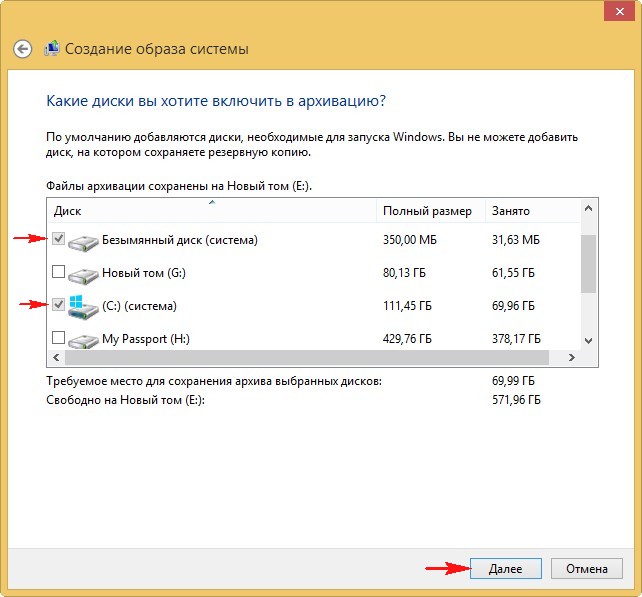 Создание образа системы
Какие диски вы хотите включить в архивацию?
По умолчанию добавляются диски, необходимые для запуска Windows. Вы не можете добавить
диск, на котором сохраняете резервную копию.
Файлы архивации сохранены на Новый том (E:).
Диск Полный размер Занято
Безымянный диск (система) 350,00 МБ 31,63 МБ
Новый том (G:) 80,13 ГБ 61,55 ГБ
(C:) (система) 111,45 ГБ 69,96 ГБ
My Passport (H:) 429,76 ГБ 378,17 ГБ
Требуемое место для сохранения архива выбранных дисков: 69,99 ГБ
Свободно на Новый том (E:): 571,96 ГБ
Далее Отмена